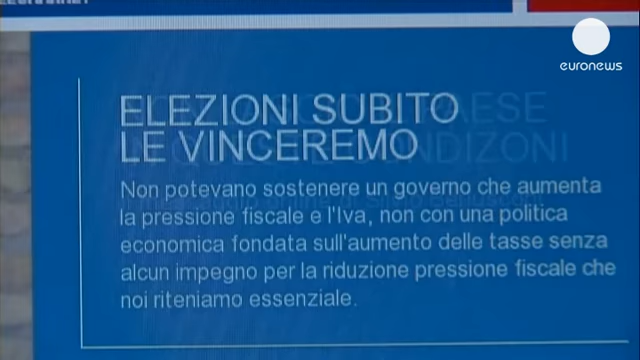 euronews
ELEZIONI SUBITO
LE VINCEREMO
Non potevano sostenere un governo che aumenta
la pressione fiscale e l'Iva, non con una politica
economica fondata sull'aumento delle tasse senza
alcun impegno per la riduzione pressione fiscale che
noi riteniamo essenziale.